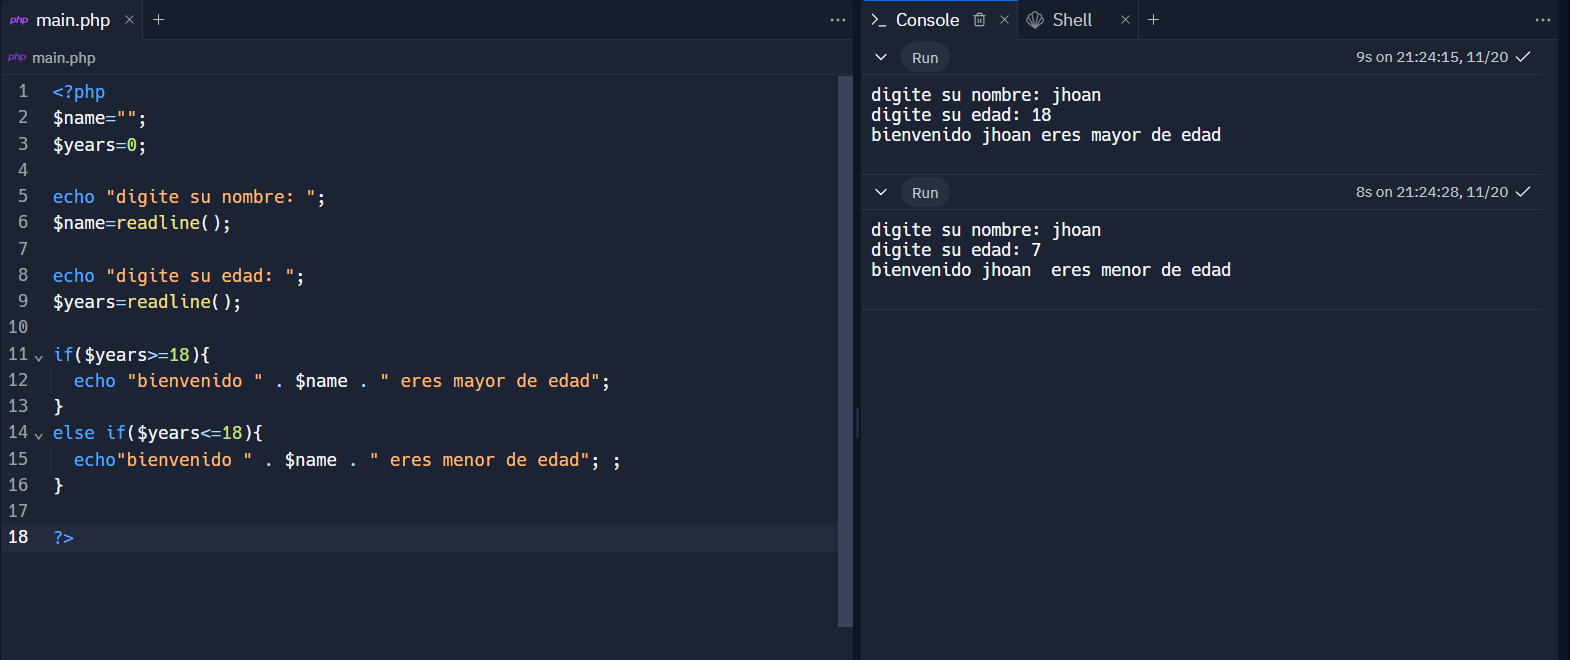 php main.php × +
php main.php
1 <?php
2 $name="";
3 $years=0;
4
5 echo "digite su nombre: ";
6 $name=readline();
7
8 echo "digite su edad: ";
9 $years=readline();
10
11 if($years>=18){
12   echo "bienvenido " . $name . " eres mayor de edad";
13 }
14 else if($years<=18){
15   echo"bienvenido " . $name . " eres menor de edad"; ;
16 }
17
18 ?>
>_ Console × Shell × +
Run 9s on 21:24:15, 11/20
digite su nombre: jhoan
digite su edad: 18
bienvenido jhoan eres mayor de edad
Run 8s on 21:24:28, 11/20
digite su nombre: jhoan
digite su edad: 7
bienvenido jhoan  eres menor de edad